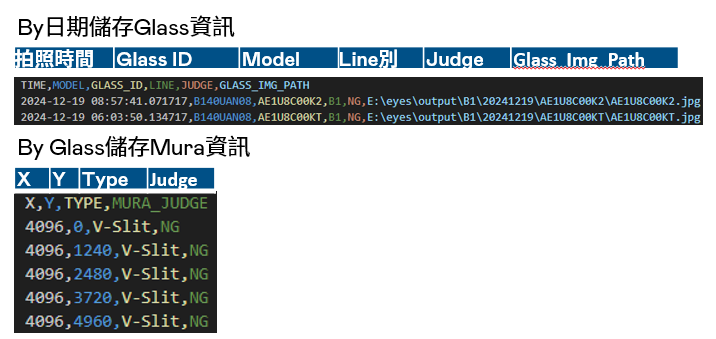 By日期儲存Glass資訊
拍照時間 Glass ID Model Line別 Judge Glass_Img_Path
TIME,MODEL,GLASS_ID,LINE,JUDGE,GLASS_IMG_PATH
2024-12-19 08:57:41.071717,B140UAN08,AE1U8C00K2,B1,NG,E:\eyes\output\B1\20241219\AE1U8C00K2\AE1U8C00K2.jpg
2024-12-19 06:03:50.134717,B140UAN08,AE1U8C00KT,B1,NG,E:\eyes\output\B1\20241219\AE1U8C00KT\AE1U8C00KT.jpg
By Glass儲存Mura資訊
X Y Type Judge
X,Y,TYPE,MURA_JUDGE
4096,0,V-Slit,NG
4096,1240,V-Slit,NG
4096,2480,V-Slit,NG
4096,3720,V-Slit,NG
4096,4960,V-Slit,NG